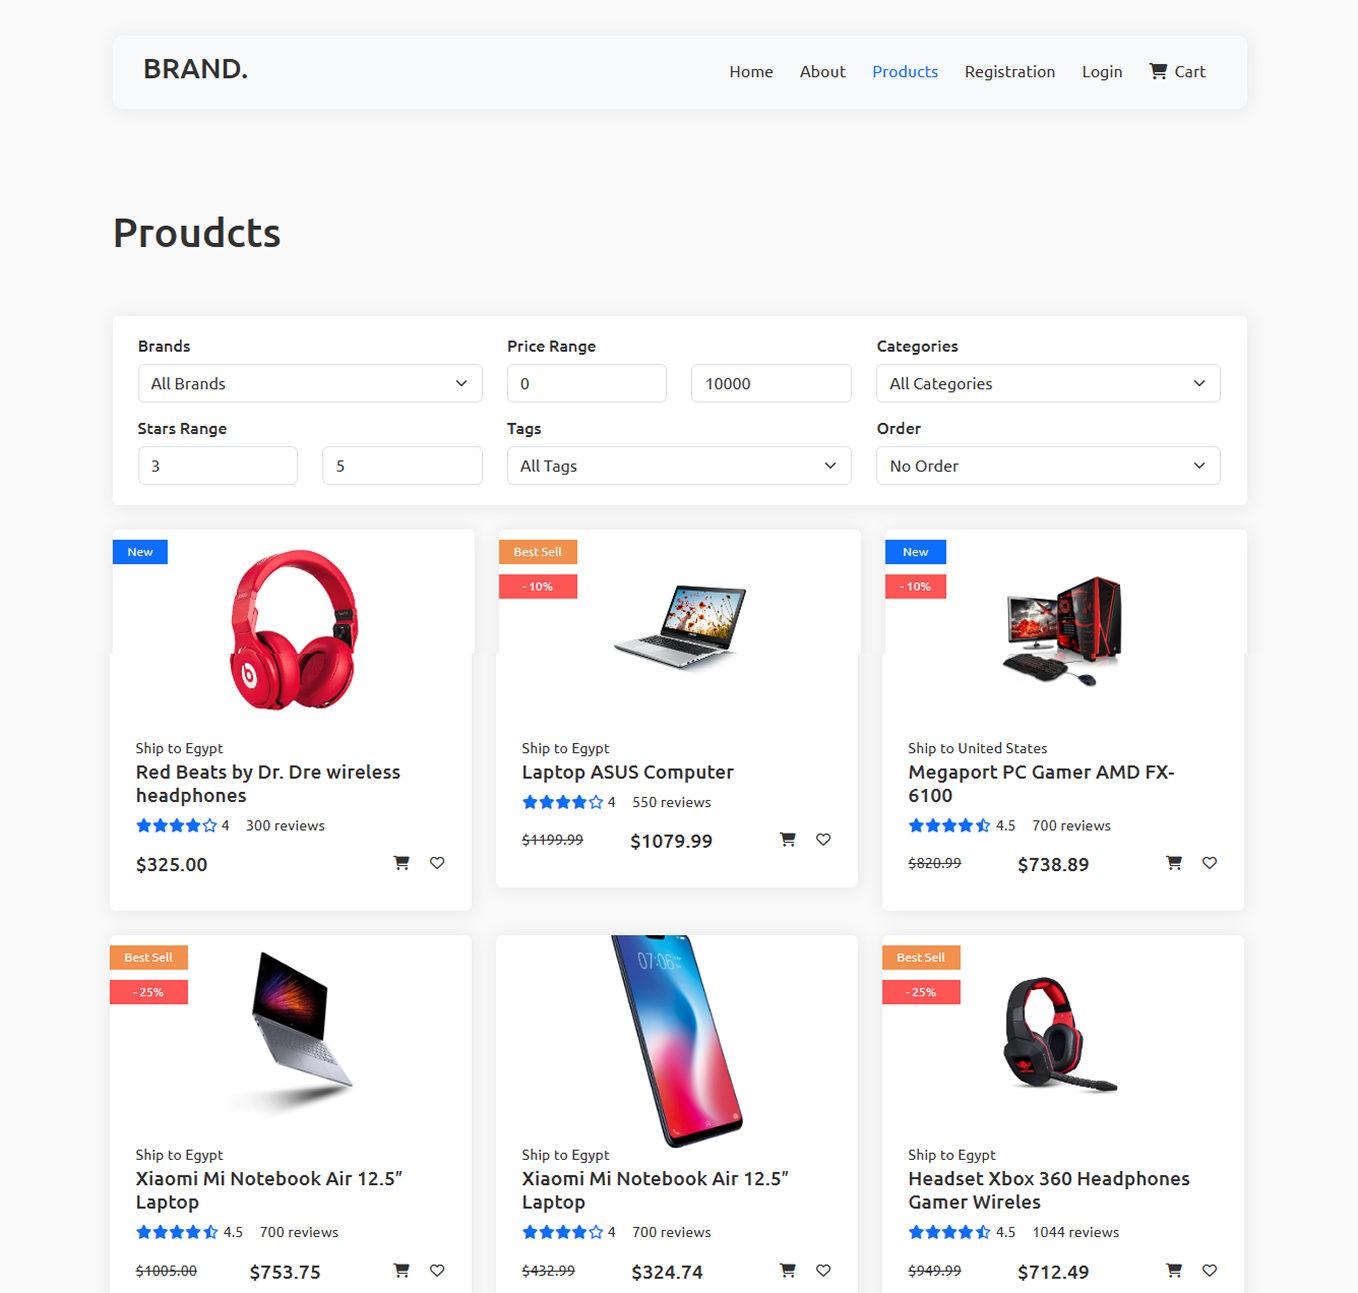 BRAND.
Home About Products Registration Login Cart
Proudcts
Brands Price Range Categories
All Brands 0 10000 All Categories
Stars Range Tags Order
3 5 All Tags No Order
New
Ship to Egypt
Red Beats by Dr. Dre wireless
headphones
4 300 reviews
$325.00
Best Sell
- 10%
Ship to Egypt
Laptop ASUS Computer
4 550 reviews
$1199.99 $1079.99
New
- 10%
Ship to United States
Megaport PC Gamer AMD FX-
6100
4.5 700 reviews
$820.99 $738.89
Best Sell
- 25%
Ship to Egypt
Xiaomi Mi Notebook Air 12.5″
Laptop
4.5 700 reviews
$1005.00 $753.75
07:06
Ship to Egypt
Xiaomi Mi Notebook Air 12.5″
Laptop
4 700 reviews
$432.99 $324.74
Best Sell
- 25%
Ship to Egypt
Headset Xbox 360 Headphones
Gamer Wireles
4.5 1044 reviews
$949.99 $712.49